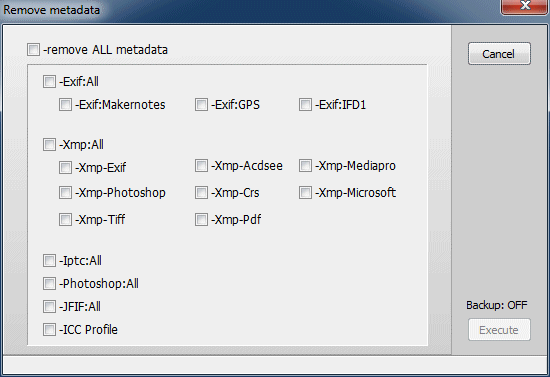 Remove metadata
-remove ALL metadata
Cancel
-Exif:All
-Exif:Makernotes -Exif:GPS -Exif:IFD1
-Xmp:All
-Xmp-Exif -Xmp-Acdsee -Xmp-Mediapro
-Xmp-Photoshop -Xmp-Crs -Xmp-Microsoft
-Xmp-Tiff -Xmp-Pdf
-Iptc:All
-Photoshop:All
-JFIF:All
-ICC Profile
Backup: OFF
Execute